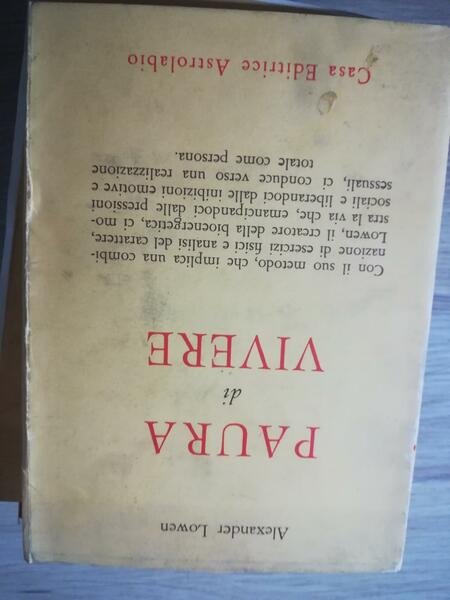 Alexander Lowen
PAURA
di
VIVERE
Con il suo metodo, che implica una combi-
nazione di esercizi fisici e analisi del carattere,
Lowen, il creatore della bioenergetica, ci mo-
stra la via che, emancipandoci dalle pressioni
sociali e liberandoci dalle inibizioni emotive e
sessuali, ci conduce verso una realizzazione
totale come persona.
Casa Editrice Astrolabio